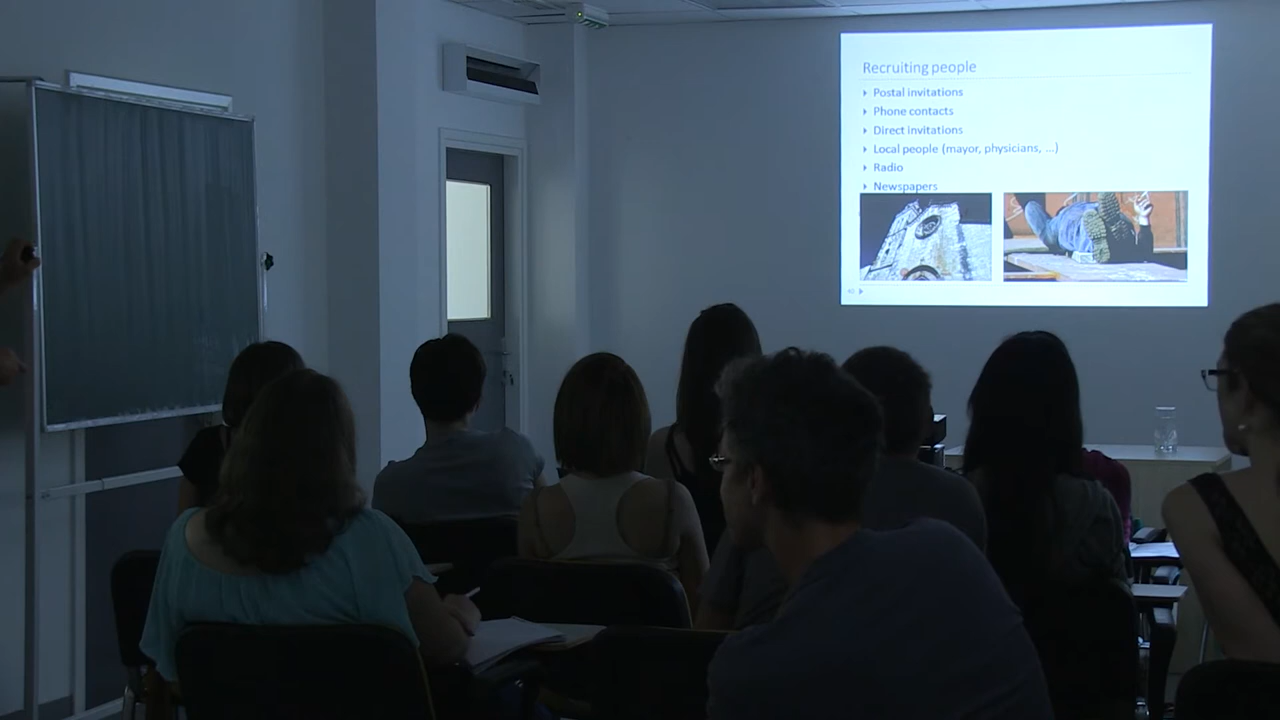 Recruiting people
Postal invitations
Phone contacts
Direct invitations
Local people (mayor, physicians, ...)
Radio
Newspapers